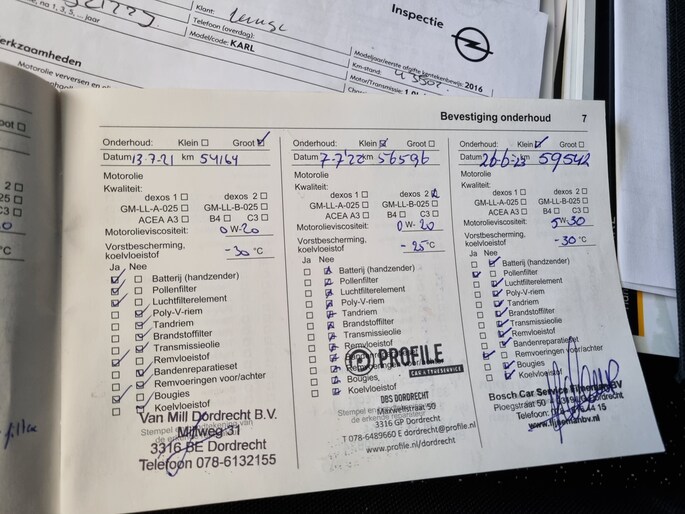 Inspectie
Klant:
Telefoon (overdag):
Model/code: KARL
Modeljaar/eerste afgifte kentekenbewijs: 2016
Km-stand:
Motor/Transmissie:
Motorolie verversen en
Bevestiging onderhoud 7
Onderhoud: Klein Groot
Datum 13-7-21 km 54164
Motorolie
Kwaliteit:
dexos 1 dexos 2
GM-LL-A-025 GM-LL-B-025
ACEA A3 B4 C3
Motorolieviscositeit: 0W-20
Vorstbescherming,
koelvloeistof -30 °C
Ja Nee
Batterij (handzender)
Pollenfilter
Luchtfilterelement
Poly-V-riem
Tandriem
Brandstoffilter
Transmissieolie
Remvloeistof
Bandenreparatieset
Remvoeringen voor/achter
Bougies
Koelvloeistof
Van Mill Dordrecht B.V.
Mijlweg 31
3316 BE Dordrecht
Telefoon 078-6132155
Onderhoud: Klein Groot
Datum 7-7-'22 km 56596
Motorolie
Kwaliteit:
dexos 1 dexos 2
GM-LL-A-025 GM-LL-B-025
ACEA A3 B4 C3
Motorolieviscositeit: 0W-20
Vorstbescherming,
koelvloeistof -25 °C
Ja Nee
Batterij (handzender)
Pollenfilter
Luchtfilterelement
Poly-V-riem
Tandriem
Brandstoffilter
Transmissieolie
Remvloeistof
Bougies
Koelvloeistof
PROFILE
CAR & TYRESERVICE
DBS DORDRECHT
Maxwellstraat 50
3316 GP Dordrecht
T 078-6489660 E dordrecht@profile.nl
www.profile.nl/dordrecht
Onderhoud: Klein Groot
Datum 26-6-23 59542
Motorolie
Kwaliteit:
dexos 1 dexos 2
GM-LL-A-025 GM-LL-B-025
ACEA A3 B4 C3
Motorolieviscositeit: 5W30
Vorstbescherming,
koelvloeistof -30 °C
Ja Nee
Batterij (handzender)
Pollenfilter
Luchtfilterelement
Poly-V-riem
Tandriem
Brandstoffilter
Transmissieolie
Remvloeistof
Bandenreparatieset
Remvoeringen voor/achter
Bougies
Koelvloeistof
Bosch Car Service
Ploegstraat 50
Telefoon: